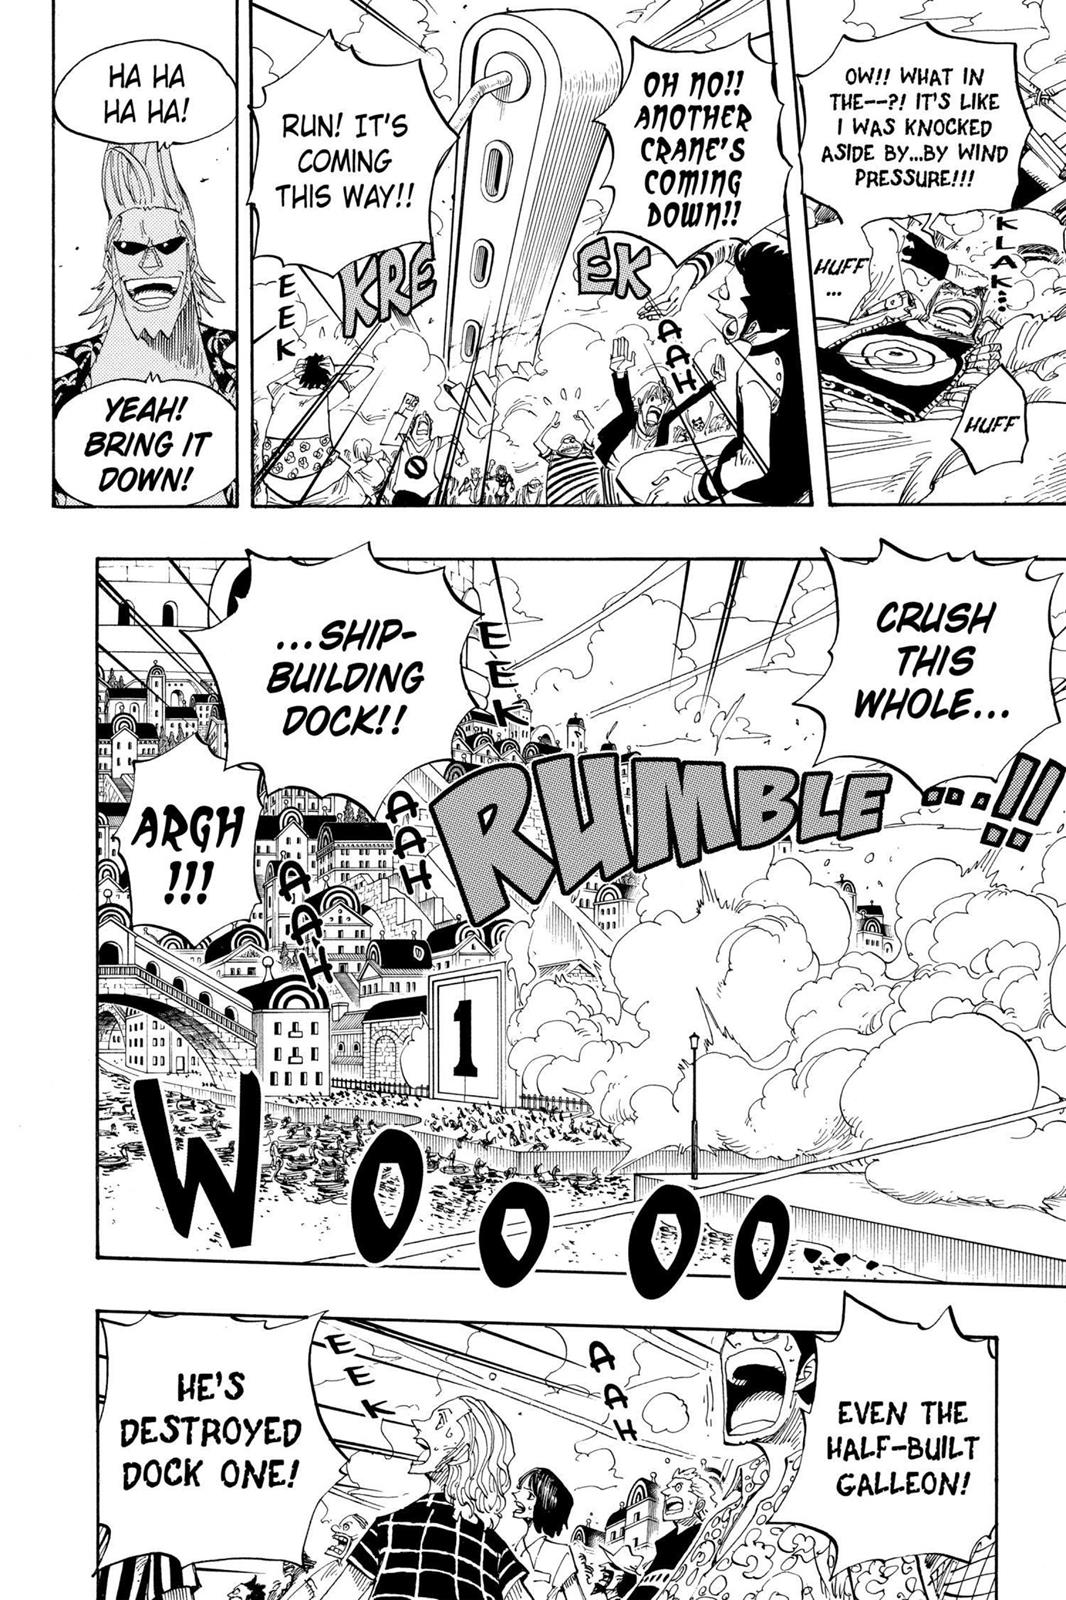 OW!! WHAT IN
THE--?! IT'S LIKE
I WAS KNOCKED
ASIDE BY...BY WIND
PRESSURE!!!
KLAK...
HUFF
...
HUFF
OH NO!!
ANOTHER
CRANE'S
COMING
DOWN!!
RUN! IT'S
COMING
THIS WAY!!
KREEK
EEK
AAH
HA HA
HA HA!
YEAH!
BRING IT
DOWN!
CRUSH
THIS
WHOLE...
...SHIP-
BUILDING
DOCK!!
EEK
RUMBLE...!!
ARGH
!!!
AAH
AAH
1
WOOOO...
EVEN THE
HALF-BUILT
GALLEON!
AAH
EEK
HE'S
DESTROYED
DOCK ONE!